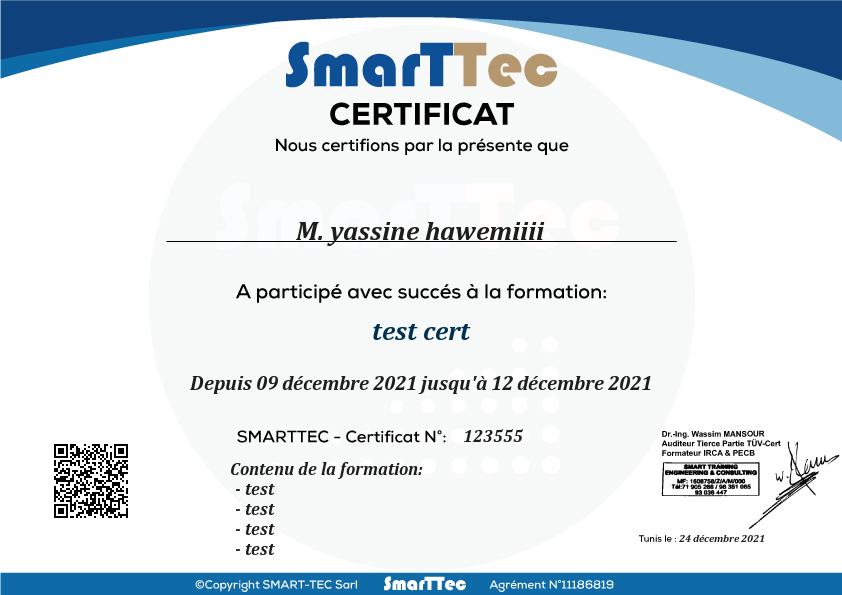 SmarTTec
CERTIFICAT
Nous certifions par la présente que
SmarTTec
M. yassine hawemiiii
A participé avec succés à la formation:
test cert
Depuis 09 décembre 2021 jusqu'à 12 décembre 2021
SMARTTEC - Certificat N°: 123555
Contenu de la formation:
- test
- test
- test
- test
Dr.-Ing. Wassim MANSOUR
Auditeur Tierce Partie TÜV-Cert
Formateur IRCA & PECB
SMART TRAINING
ENGINEERING & CONSULTING
MF: 1606758/Z/A/M/000
Tél:71 905 266 / 98 351 065
93 036 447
Tunis le : 24 décembre 2021
©Copyright SMART-TEC Sarl SmarTTec Agrément N°11186819